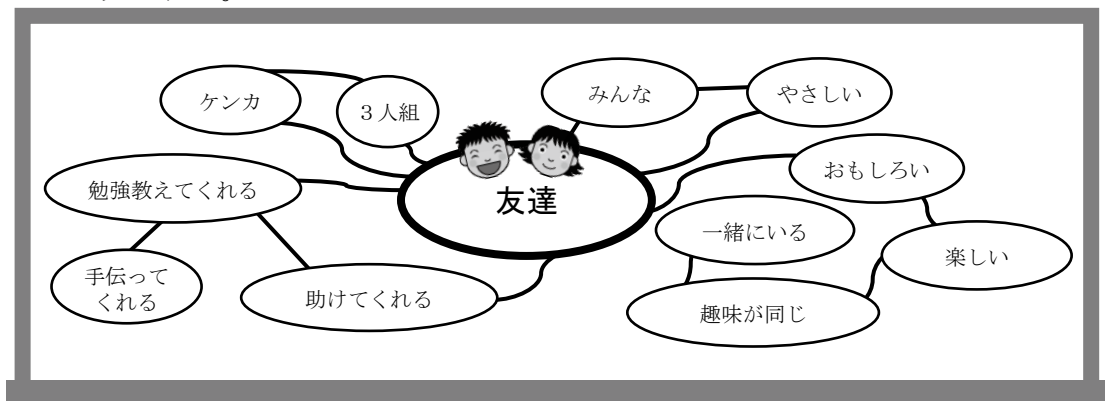 ケンカ
３人組
みんな
やさしい
おもしろい
勉強教えてくれる
友達
一緒にいる
楽しい
手伝って
くれる
助けてくれる
趣味が同じ